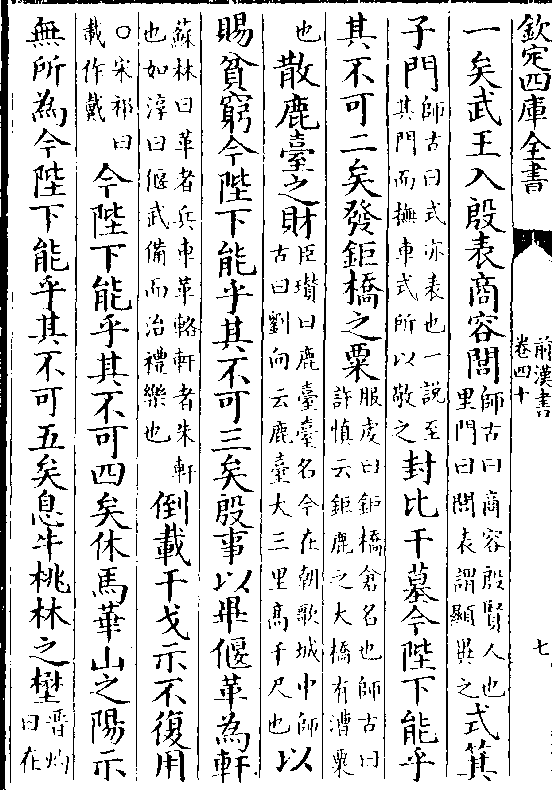 欽定四庫全書
前漢書
卷四十
七
一矣武王入殷表商容閭師古曰商容殷賢人也
里門曰閭表謂顯異之式箕
子門師古曰式亦表也一說至
其門而撫車式所以敬之封比干墓今陛下能乎
其不可二矣發鉅橋之粟服虔曰鉅橋倉名也師古曰
許慎云鉅鹿之大橋有漕粟
也散鹿臺之財臣瓚曰鹿臺臺名今在朝歌城中師
古曰劉向云鹿臺大三里高千尺也以
賜貧窮今陛下能乎其不可三矣殷事以畢偃革為軒
蘇林曰革者兵車革輅軒者朱軒
也如淳曰偃武備而治禮樂也倒載干戈示不復用
○宋祁曰
載作戴今陛下能乎其不可四矣休馬華山之陽示
無所為今陛下能乎其不可五矣息牛桃林之壄晋灼
曰在